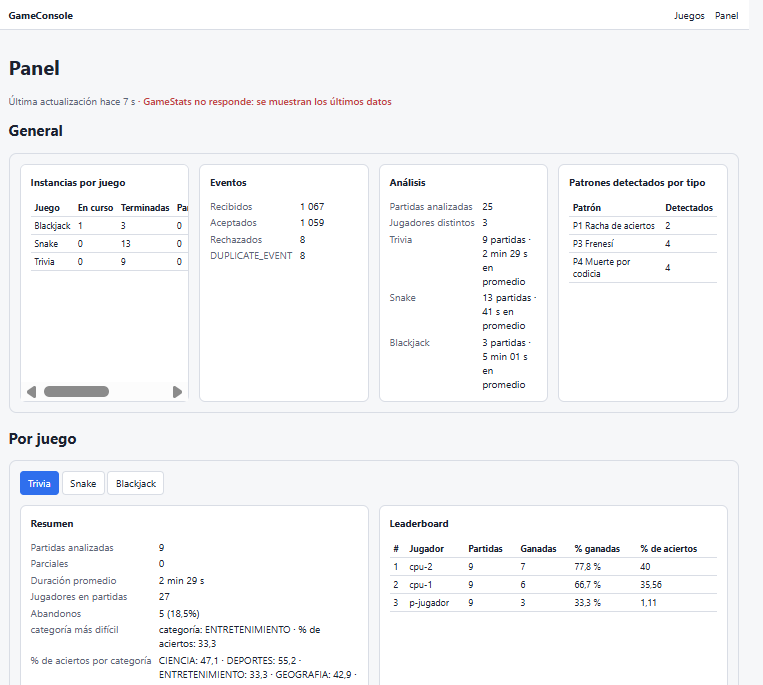 GameConsole Juegos Panel
Panel
Última actualización hace 7 s · GameStats no responde: se muestran los últimos datos
General
Instancias por juego
Juego En curso Terminadas
Blackjack 1 3 0
Snake 0 13 0
Trivia 0 9 0
Eventos
Recibidos 1 067
Aceptados 1 059
Rechazados 8
DUPLICATE_EVENT 8
Análisis
Partidas analizadas 25
Jugadores distintos 3
Trivia 9 partidas ·
2 min 29 s
en
promedio
Snake 13 partidas ·
41 s en
promedio
Blackjack 3 partidas ·
5 min 01 s
en
promedio
Patrones detectados por tipo
Patrón Detectados
P1 Racha de aciertos 2
P3 Frenesí 4
P4 Muerte por
codicia 4
Por juego
Trivia Snake Blackjack
Resumen
Partidas analizadas 9
Parciales 0
Duración promedio 2 min 29 s
Jugadores en partidas 27
Abandonos 5 (18,5%)
categoría más difícil categoría: ENTRETENIMIENTO · % de
aciertos: 33,3
% de aciertos por categoría CIENCIA: 47,1 · DEPORTES: 55,2 ·
ENTRETENIMIENTO: 33,3 · GEOGRAFIA: 42,9 ·
Leaderboard
# Jugador Partidas Ganadas % ganadas % de aciertos
1 cpu-2 9 7 77,8 % 40
2 cpu-1 9 6 66,7 % 35,56
3 p-jugador 9 3 33,3 % 1,11